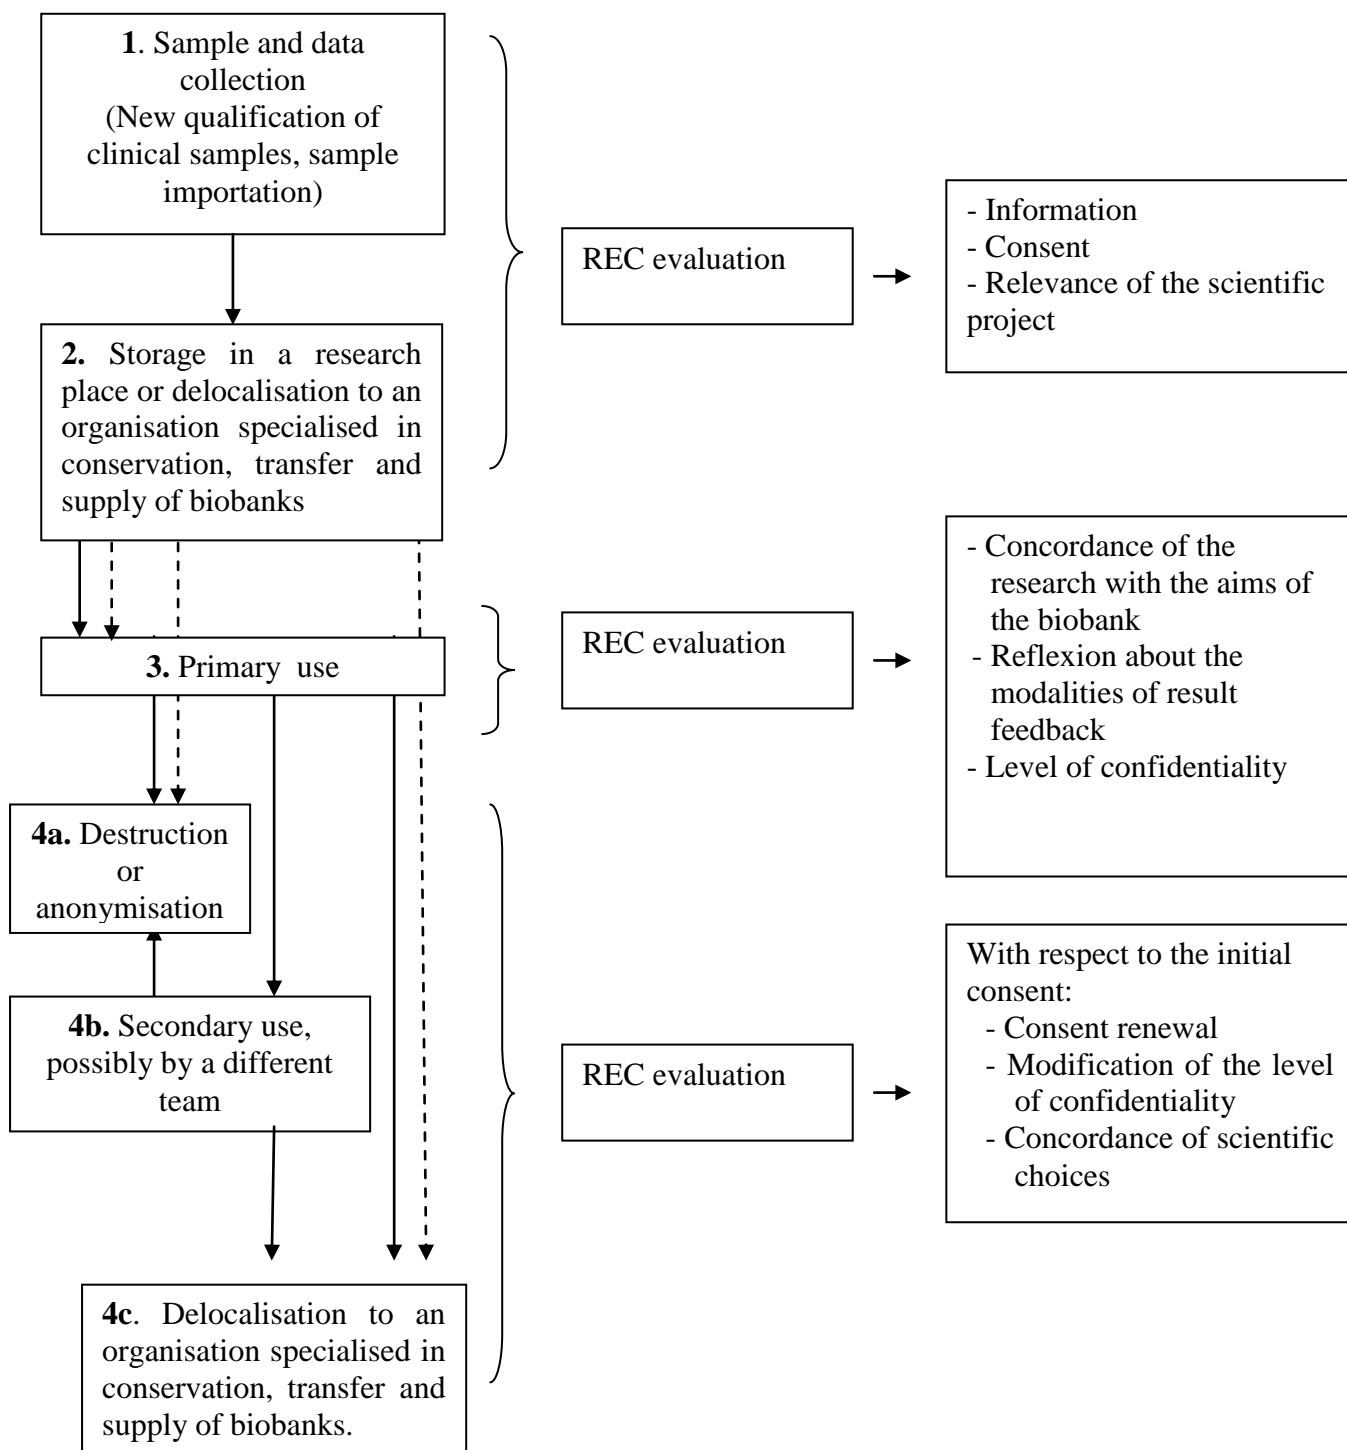 1. Sample and data
collection
(New qualification of
clinical samples, sample
importation)
2. Storage in a research
place or delocalisation to an
organisation specialised in
conservation, transfer and
supply of biobanks
REC evaluation
- Information
- Consent
- Relevance of the scientific
project
3. Primary use
REC evaluation
- Concordance of the
research with the aims of
the biobank
- Reflexion about the
modalities of result
feedback
- Level of confidentiality
4a. Destruction
or
anonymisation
4b. Secondary use,
possibly by a different
team
4c. Delocalisation to an
organisation specialised in
conservation, transfer and
supply of biobanks.
REC evaluation
With respect to the initial
consent:
- Consent renewal
- Modification of the level
of confidentiality
- Concordance of scientific
choices